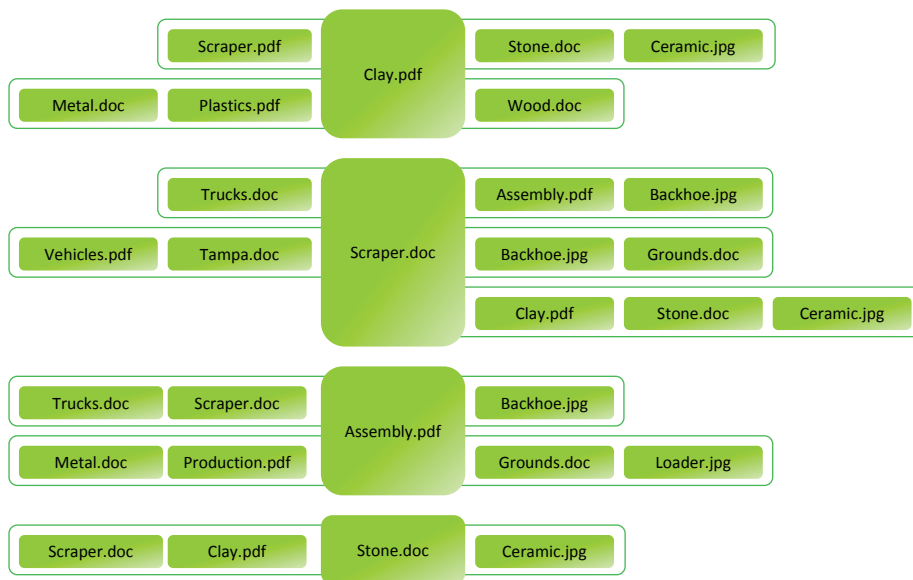 Scraper.pdf Clay.pdf Stone.doc Ceramic.jpg
Metal.doc Plastics.pdf Wood.doc
Trucks.doc Assembly.pdf Backhoe.jpg
Vehicles.pdf Tampa.doc Scraper.doc Backhoe.jpg Grounds.doc
Clay.pdf Stone.doc Ceramic.jpg
Trucks.doc Scraper.doc Assembly.pdf Backhoe.jpg
Metal.doc Production.pdf Grounds.doc Loader.jpg
Scraper.doc Clay.pdf Stone.doc Ceramic.jpg